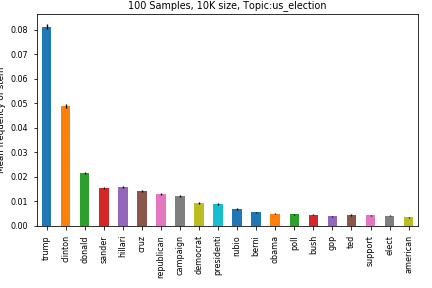 100 Samples, 10K size, Topic:us_election
Mean frequency of stem
0.08
0.07
0.06
0.05
0.04
0.03
0.02
0.01
0.00
trump
clinton
donald
sander
hillari
cruz
republican
campaign
democrat
presidenti
rubio
berni
obama
poll
bush
gop
ted
support
elect
american